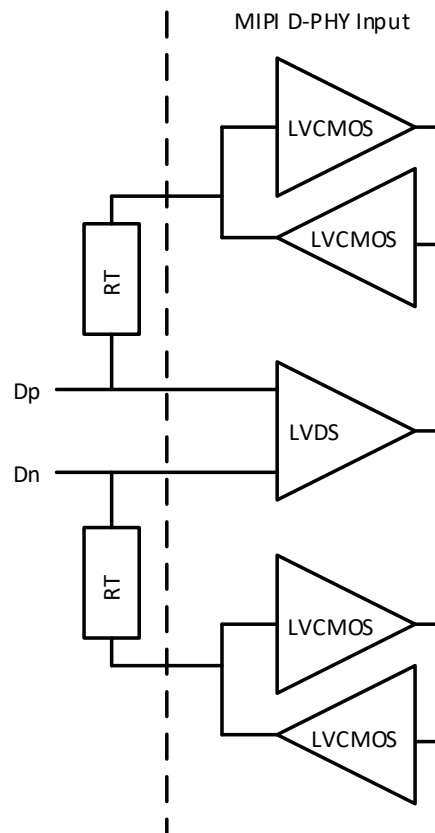 MIPI D-PHY Input
LVCMOS
LVCMOS
RT
Dp
LVDS
Dn
RT
LVCMOS
LVCMOS